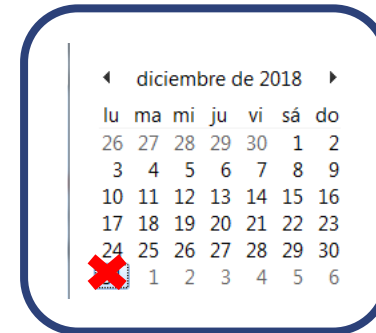 diciembre de 2018
lu ma mi ju vi sá do
26 27 28 29 30 1 2
3 4 5 6 7 8 9
10 11 12 13 14 15 16
17 18 19 20 21 22 23
24 25 26 27 28 29 30
1 2 3 4 5 6